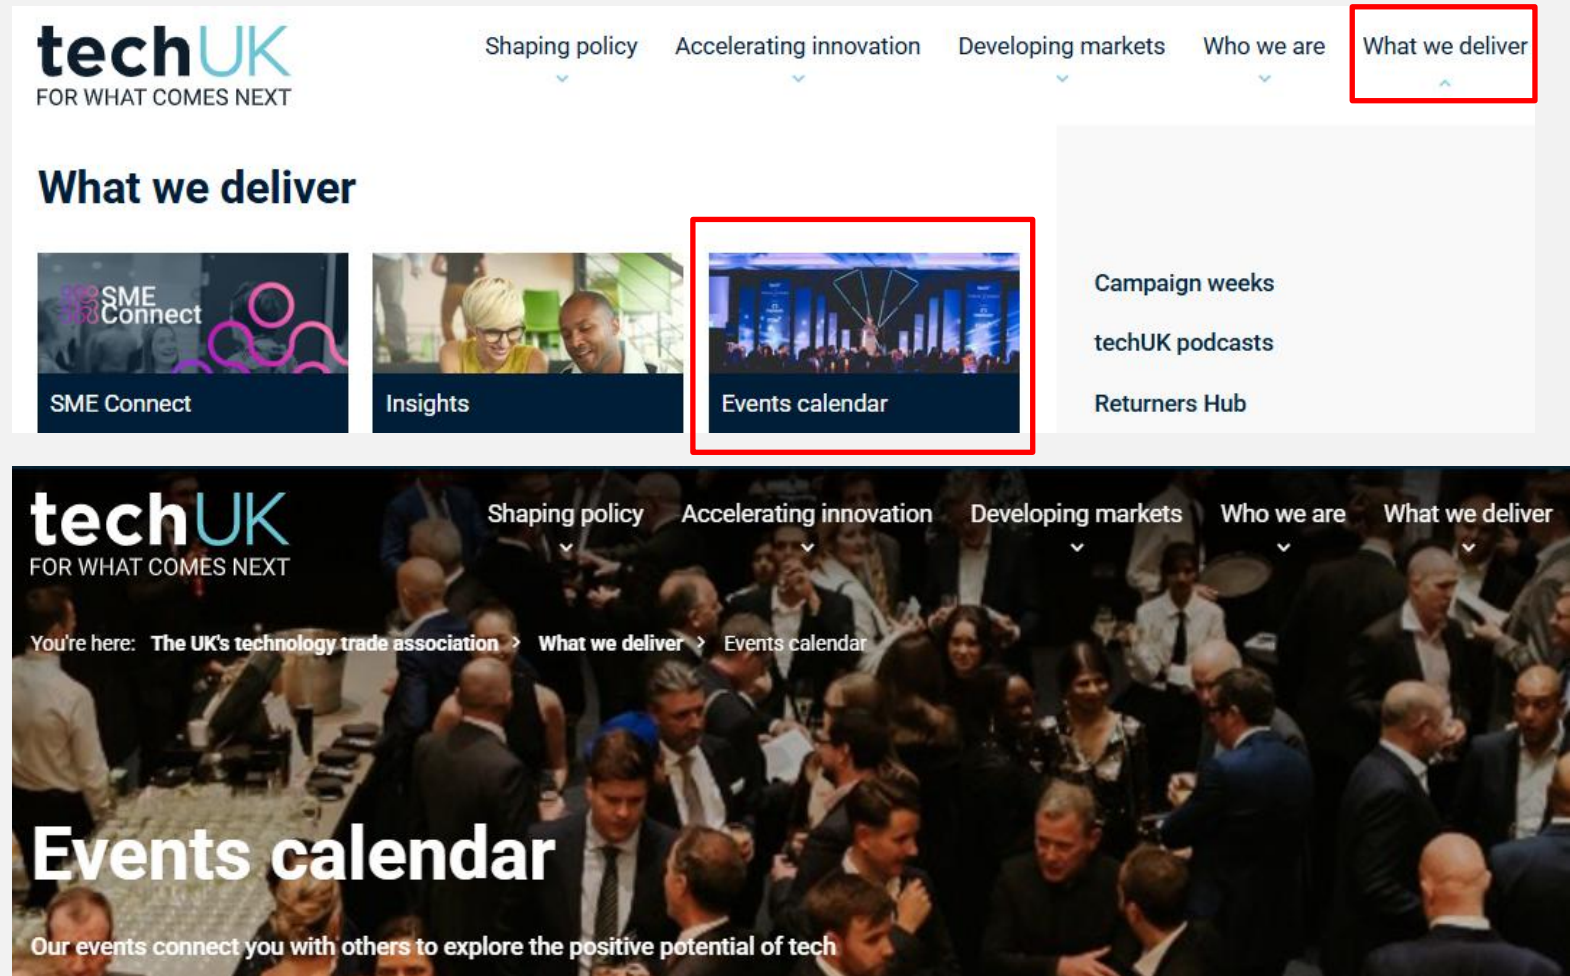 techUK
FOR WHAT COMES NEXT
Shaping policy
Accelerating innovation
Developing markets
Who we are
What we deliver
What we deliver
SME
Connect
SME Connect
Insights
Events calendar
Campaign weeks
techUK podcasts
Returners Hub
techUK
FOR WHAT COMES NEXT
Shaping policy
Accelerating innovation
Developing markets
Who we are
What we deliver
You're here: The UK's technology trade association > What we deliver > Events calendar
Events calendar
Our events connect you with others to explore the positive potential of tech